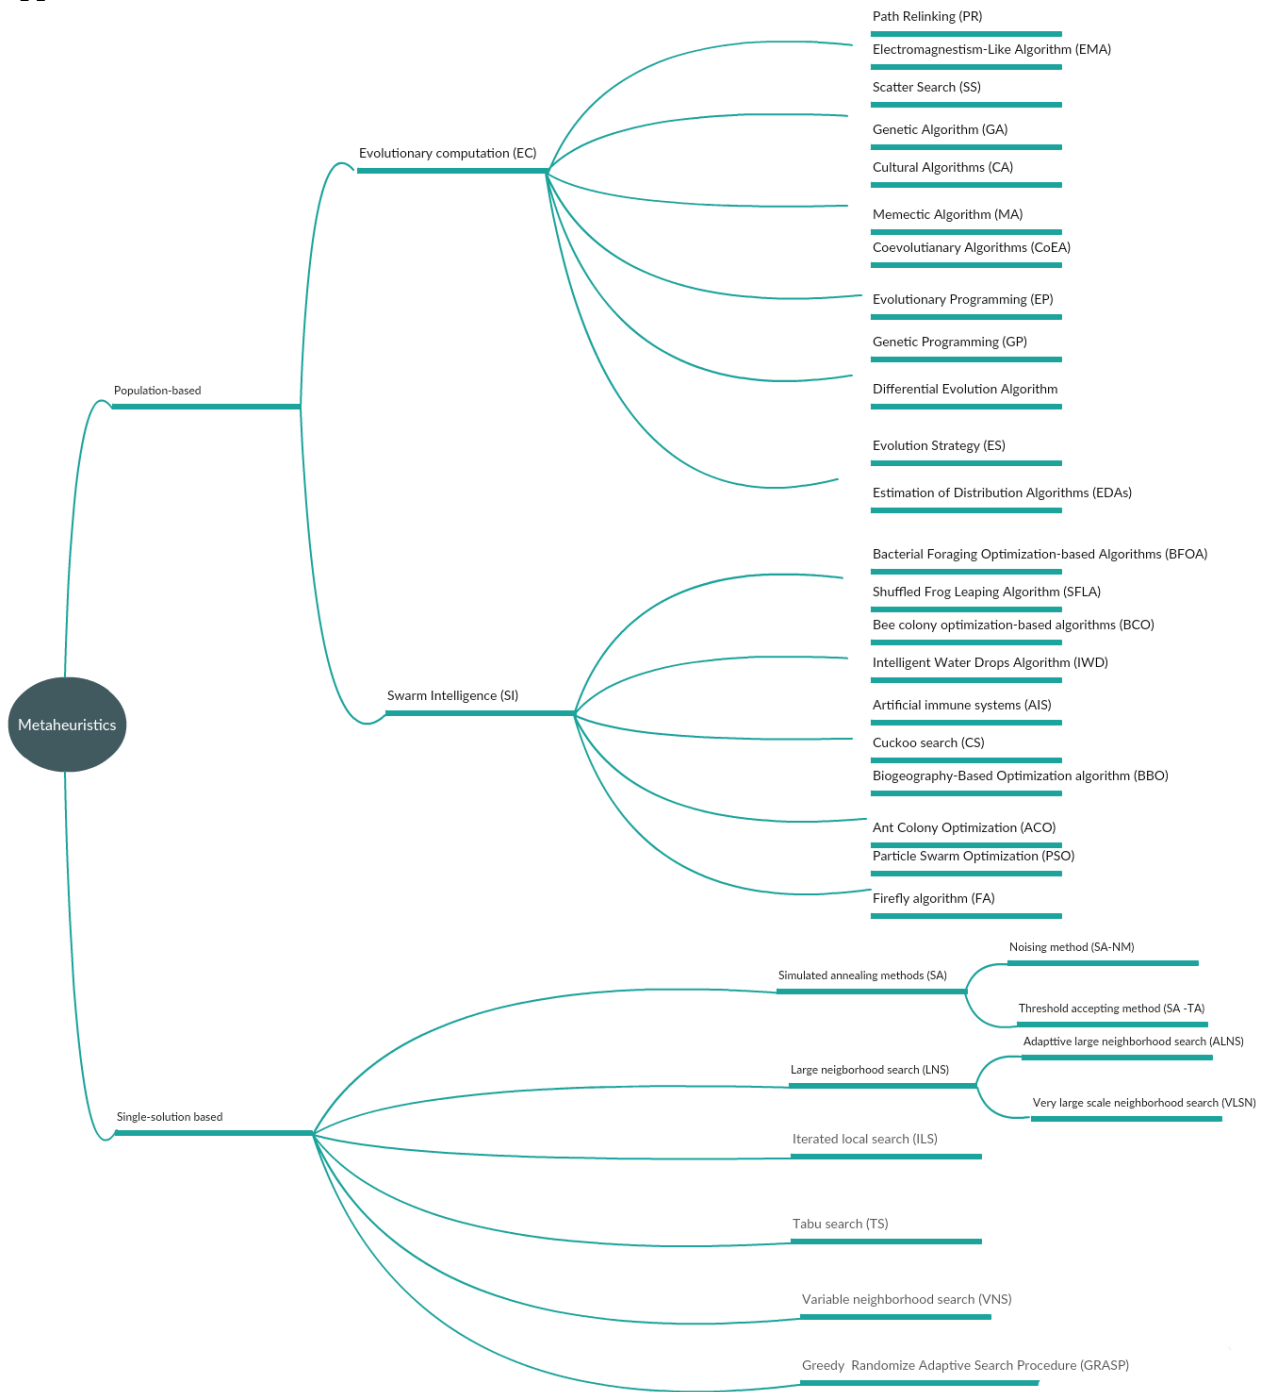 Path Relinking (PR)
Electromagnestism-Like Algorithm (EMA)
Scatter Search (SS)
Genetic Algorithm (GA)
Evolutionary computation (EC)
Cultural Algorithms (CA)
Memectic Algorithm (MA)
Coevolutianary Algorithms (CoEA)
Evolutionary Programming (EP)
Genetic Programming (GP)
Population-based
Differential Evolution Algorithm
Evolution Strategy (ES)
Estimation of Distribution Algorithms (EDAs)
Bacterial Foraging Optimization-based Algorithms (BFOA)
Shuffled Frog Leaping Algorithm (SFLA)
Bee colony optimization-based algorithms (BCO)
Intelligent Water Drops Algorithm (IWD)
Swarm Intelligence (SI)
Artificial immune systems (AIS)
Metaheuristics
Cuckoo search (CS)
Biogeography-Based Optimization algorithm (BBO)
Ant Colony Optimization (ACO)
Particle Swarm Optimization (PSO)
Firefly algorithm (FA)
Noising method (SA-NM)
Simulated annealing methods (SA)
Threshold accepting method (SA -TA)
Adapttive large neighborhood search (ALNS)
Large neigborhood search (LNS)
Very large scale neighborhood search (VLSN)
Single-solution based
Iterated local search (ILS)
Tabu search (TS)
Variable neighborhood search (VNS)
Greedy  Randomize Adaptive Search Procedure (GRASP)